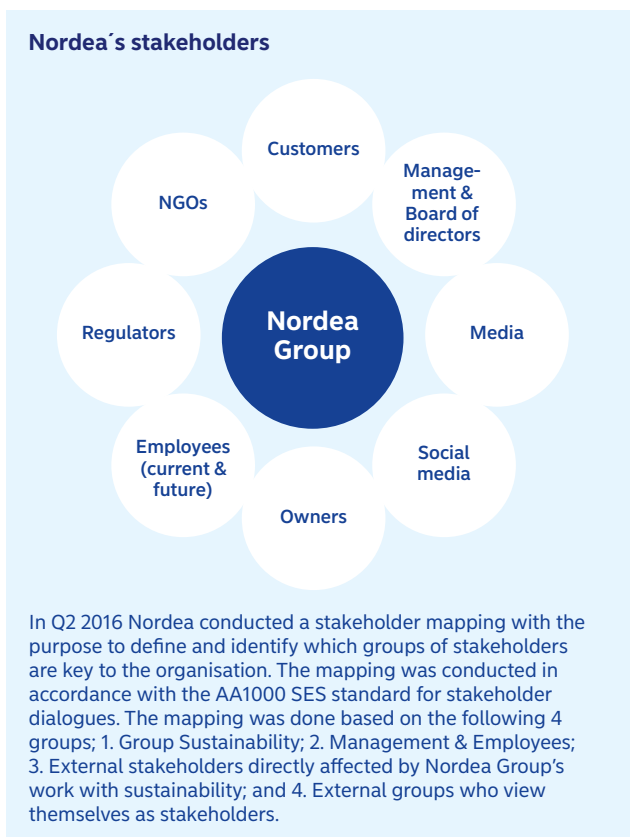 Nordea´s stakeholders
Customers
Manage-
ment &
Board of
directors
NGOs
Regulators
Nordea
Group
Media
Employees
(current &
future)
Social
media
Owners
In Q2 2016 Nordea conducted a stakeholder mapping with the
purpose to define and identify which groups of stakeholders
are key to the organisation. The mapping was conducted in
accordance with the AA1000 SES standard for stakeholder
dialogues. The mapping was done based on the following 4
groups; 1. Group Sustainability; 2. Management & Employees;
3. External stakeholders directly affected by Nordea Group’s
work with sustainability; and 4. External groups who view
themselves as stakeholders.